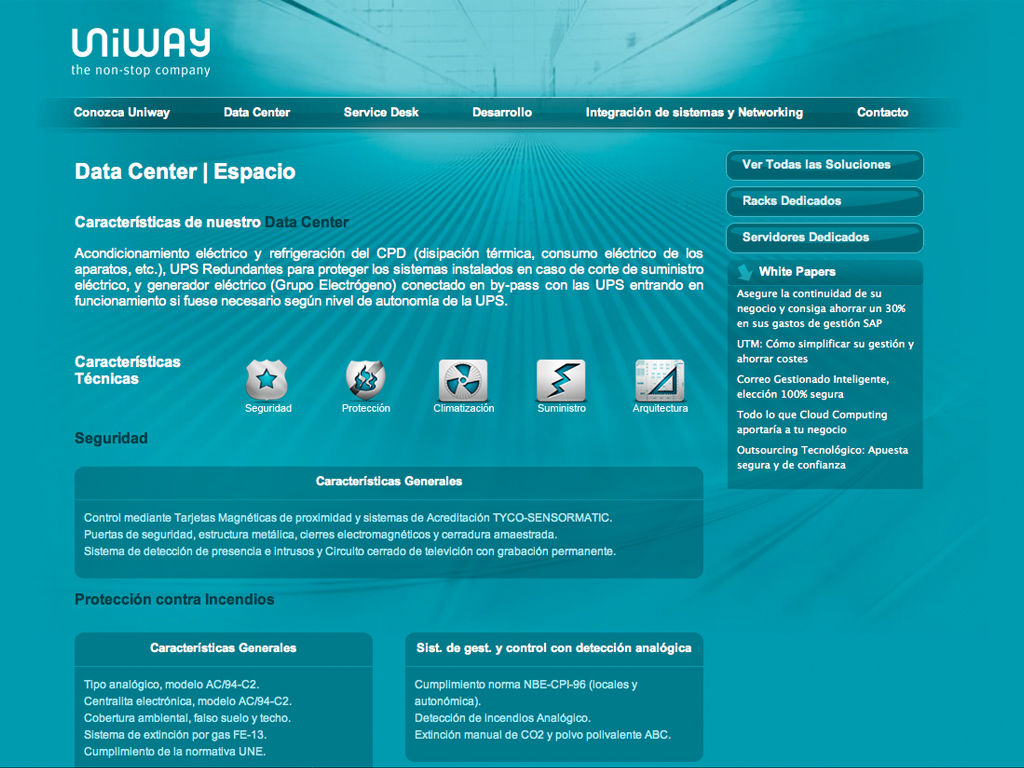 UNiWAY
the non-stop company
Conozca Uniway
Data Center
Service Desk
Desarrollo
Integración de sistemas y Networking
Contacto
Data Center | Espacio
Características de nuestro Data Center
Acondicionamiento eléctrico y refrigeración del CPD (disipación térmica, consumo eléctrico de los
aparatos, etc.), UPS Redundantes para proteger los sistemas instalados en caso de corte de suministro
eléctrico, y generador eléctrico (Grupo Electrógeno) conectado en by-pass con las UPS entrando en
funcionamiento si fuese necesario según nivel de autonomía de la UPS.
Características
Técnicas
Seguridad
Protección
Climatización
Suministro
Arquitectura
Seguridad
Características Generales
Control mediante Tarjetas Magnéticas de proximidad y sistemas de Acreditación TYCO-SENSORMATIC.
Puertas de seguridad, estructura metálica, cierres electromagnéticos y cerradura amaestrada.
Sistema de detección de presencia e intrusos y Circuito cerrado de televición con grabación permanente.
Protección contra Incendios
Características Generales
Tipo analógico, modelo AC/94-C2.
Centralita electrónica, modelo AC/94-C2.
Cobertura ambiental, falso suelo y techo.
Sistema de extinción por gas FE-13.
Cumplimiento de la normativa UNE.
Sist. de gest. y control con detección analógica
Cumplimiento norma NBE-CPI-96 (locales y
autonómica).
Detección de incendios Analógico.
Extinción manual de CO2 y polvo polivalente ABC.
Ver Todas las Soluciones
Racks Dedicados
Servidores Dedicados
White Papers
Asegure la continuidad de su
negocio y consiga ahorrar un 30%
en sus gastos de gestión SAP
UTM: Cómo simplificar su gestión y
ahorrar costes
Correo Gestionado Inteligente,
elección 100% segura
Todo lo que Cloud Computing
aportaría a tu negocio
Outsourcing Tecnológico: Apuesta
segura y de confianza